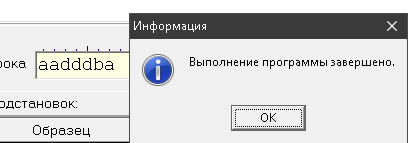 Информация
рока aadddba
Выполнение программы завершено.
одстановок:
OK
Образец